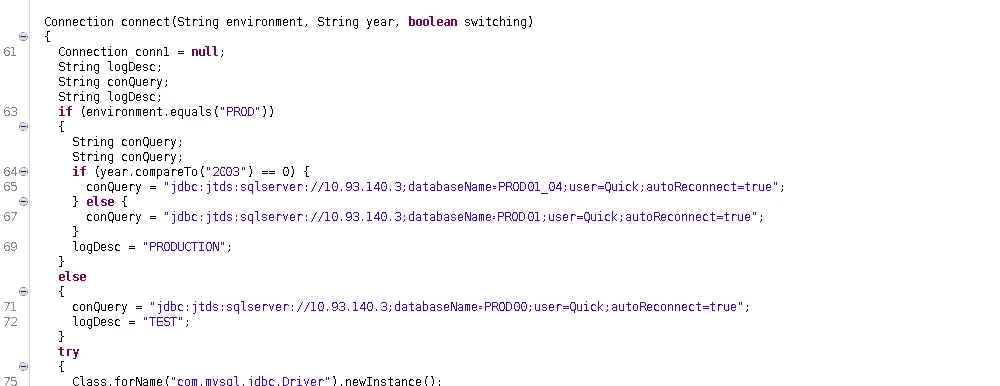 Connection connect(String environment, String year, boolean switching)
{
61 Connection conn1 = null;
String logDesc;
String conQuery;
String logDesc;
63 if (environment.equals("PROD"))
{
String conQuery;
String conQuery;
64 if (year.compareTo("2003") == 0) {
65 conQuery = "jdbc:jtds:sqlserver://10.93.140.3;databaseName=PROD01_04;user=Quick;autoReconnect=true";
} else {
67 conQuery = "jdbc:jtds:sqlserver://10.93.140.3;databaseName=PROD01;user=Quick;autoReconnect=true";
}
69 logDesc = "PRODUCTION";
}
else
{
71 conQuery = "jdbc:jtds:sqlserver://10.93.140.3;databaseName=PROD00;user=Quick;autoReconnect=true";
72 logDesc = "TEST";
}
try
{
75 Class.forName("com.mysql.jdbc.Driver").newInstance();